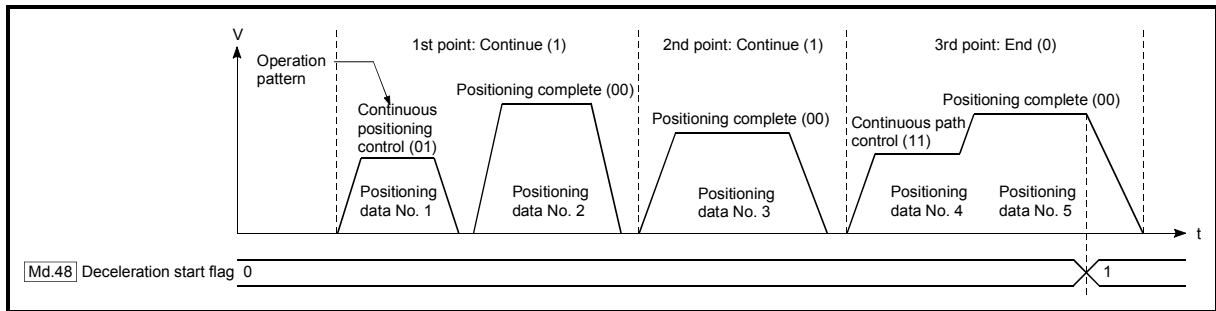 V
1st point: Continue (1)
2nd point: Continue (1)
3rd point: End (0)
Operation
pattern
Positioning complete (00)
Positioning complete (00)
Continuous
positioning
control (01)
Positioning complete (00)
Continuous path
control (11)
Positioning
data No. 1
Positioning
data No. 2
Positioning
data No. 3
Positioning
data No. 4
Positioning
data No. 5
t
Md.48 Deceleration start flag 0
1